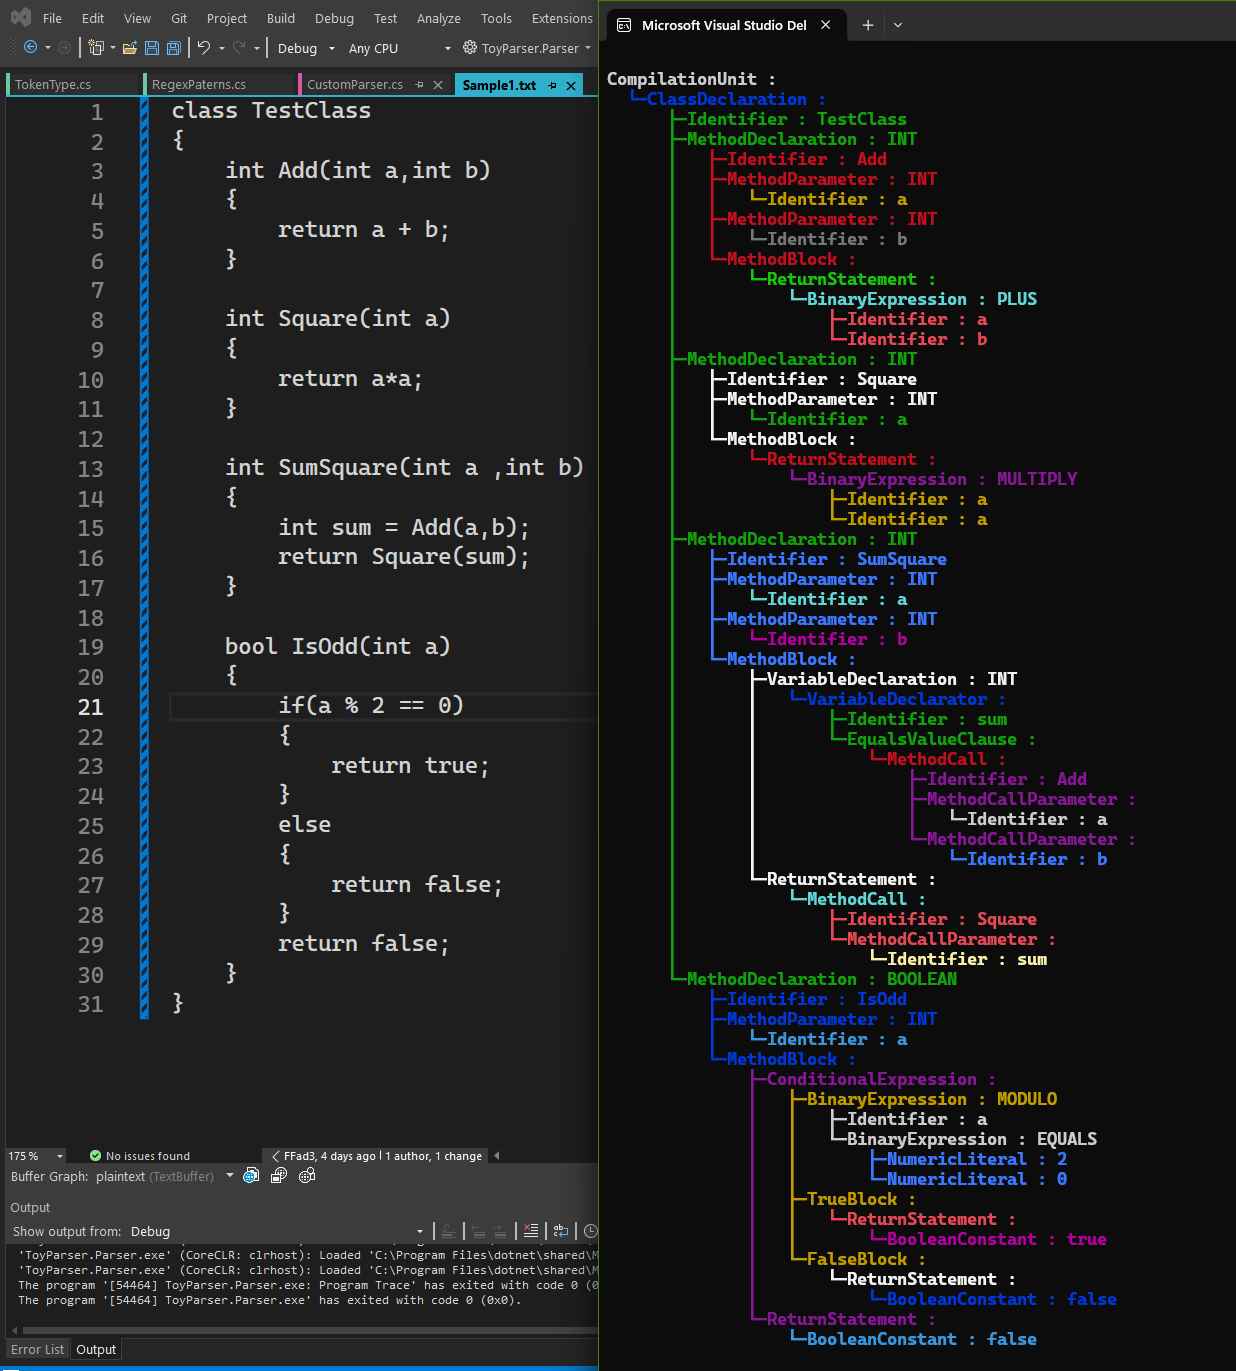 File Edit View Git Project Build Debug Test Analyze Tools Extensions
Debug Any CPU ToyParser.Parser
TokenType.cs RegexPaterns.cs CustomParser.cs Sample1.txt
1 class TestClass
2 {
3 int Add(int a,int b)
4 {
5 return a + b;
6 }
7
8 int Square(int a)
9 {
10 return a*a;
11 }
12
13 int SumSquare(int a ,int b)
14 {
15 int sum = Add(a,b);
16 return Square(sum);
17 }
18
19 bool IsOdd(int a)
20 {
21 if(a % 2 == 0)
22 {
23 return true;
24 }
25 else
26 {
27 return false;
28 }
29 return false;
30 }
31 }
175 % No issues found FFad3, 4 days ago | 1 author, 1 change
Buffer Graph: plaintext (TextBuffer)
Output
Show output from: Debug
'ToyParser.Parser.exe' (CoreCLR: clrhost): Loaded 'C:\Program Files\dotnet\shared\M
'ToyParser.Parser.exe' (CoreCLR: clrhost): Loaded 'C:\Program Files\dotnet\shared\M
The program '[54464] ToyParser.Parser.exe: Program Trace' has exited with code 0 (0
The program '[54464] ToyParser.Parser.exe' has exited with code 0 (0x0).
Error List Output
Microsoft Visual Studio Del
CompilationUnit :
└─ClassDeclaration :
├─Identifier : TestClass
├─MethodDeclaration : INT
├─Identifier : Add
├─MethodParameter : INT
└─Identifier : a
├─MethodParameter : INT
└─Identifier : b
└─MethodBlock :
└─ReturnStatement :
└─BinaryExpression : PLUS
├─Identifier : a
└─Identifier : b
├─MethodDeclaration : INT
├─Identifier : Square
├─MethodParameter : INT
└─Identifier : a
└─MethodBlock :
└─ReturnStatement :
└─BinaryExpression : MULTIPLY
├─Identifier : a
└─Identifier : a
├─MethodDeclaration : INT
├─Identifier : SumSquare
├─MethodParameter : INT
└─Identifier : a
├─MethodParameter : INT
└─Identifier : b
└─MethodBlock :
├─VariableDeclaration : INT
└─VariableDeclarator :
├─Identifier : sum
└─EqualsValueClause :
└─MethodCall :
├─Identifier : Add
├─MethodCallParameter :
└─Identifier : a
└─MethodCallParameter :
└─Identifier : b
└─ReturnStatement :
└─MethodCall :
├─Identifier : Square
└─MethodCallParameter :
└─Identifier : sum
└─MethodDeclaration : BOOLEAN
├─Identifier : IsOdd
├─MethodParameter : INT
└─Identifier : a
└─MethodBlock :
├─ConditionalExpression :
├─BinaryExpression : MODULO
├─Identifier : a
└─BinaryExpression : EQUALS
├─NumericLiteral : 2
└─NumericLiteral : 0
├─TrueBlock :
└─ReturnStatement :
└─BooleanConstant : true
└─FalseBlock :
└─ReturnStatement :
└─BooleanConstant : false
└─ReturnStatement :
└─BooleanConstant : false